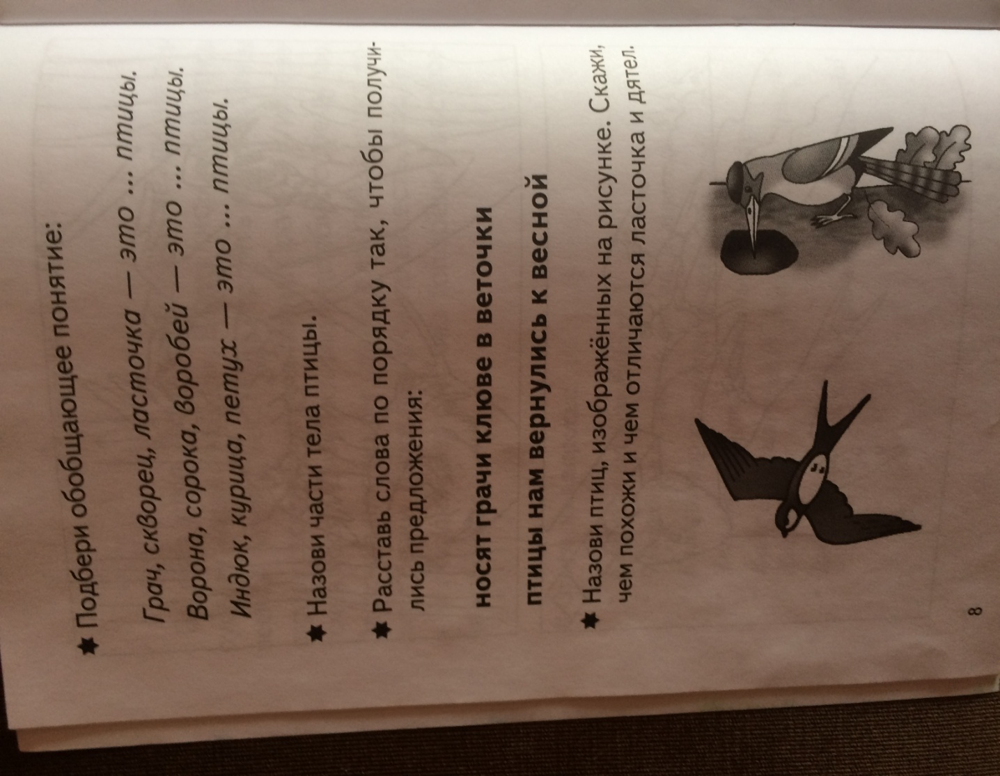 ★ Подбери обобщающее понятие:
Грач, скворец, ласточка — это ... птицы.
Ворона, сорока, воробей — это ... птицы.
Индюк, курица, петух — это ... птицы.
★ Назови части тела птицы.
★ Расставь слова по порядку так, чтобы получи-
лись предложения:
носят грачи клюве в веточки
птицы нам вернулись к весной
★ Назови птиц, изображённых на рисунке. Скажи,
чем похожи и чем отличаются ласточка и дятел.
8